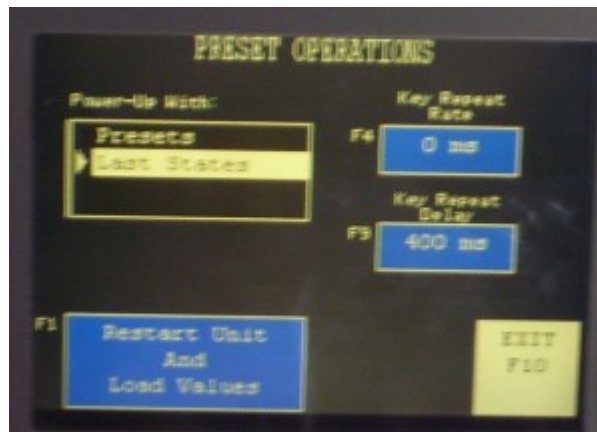 PRESET OPERATIONS
Power-Up With:
Presets
Last States
Key Repeat
Rate
F4
0 ms
Key Repeat
Delay
F9
400 ms
F1
Restart Unit
And
Load Values
EXIT
F10